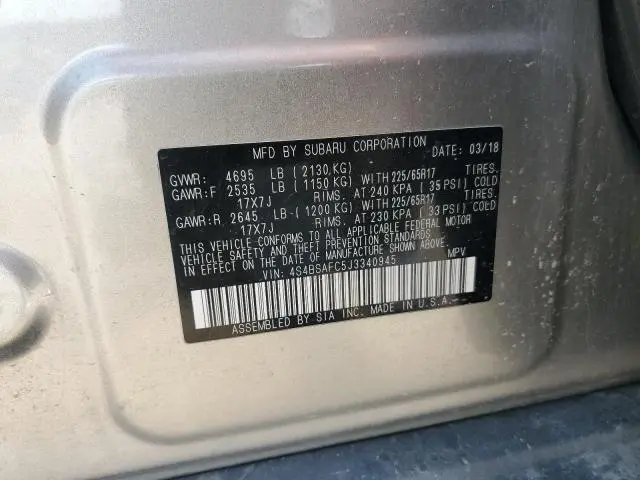 MFD BY SUBARU CORPORATION DATE: 03/18
GVWR: 4695 LB ( 2130 KG)
GAWR:F 2535 LB ( 1150 KG) WITH 225/65R17 TIRES.
17X7J RIMS. AT 240 KPA ( 35 PSI) COLD
GAWR:R 2645 LB ( 1200 KG) WITH 225/65R17 TIRES.
17X7J RIMS. AT 230 KPA ( 33 PSI) COLD
THIS VEHICLE CONFORMS TO ALL APPLICABLE FEDERAL MOTOR
VEHICLE SAFETY AND BUMPER STANDARDS
IN EFFECT ON THE DATE OF MANUFACTURE SHOWN ABOVE.
VIN: 4S4BSAFC5J3340945 MPV
ASSEMBLED BY SIA INC. MADE IN U.S.A.